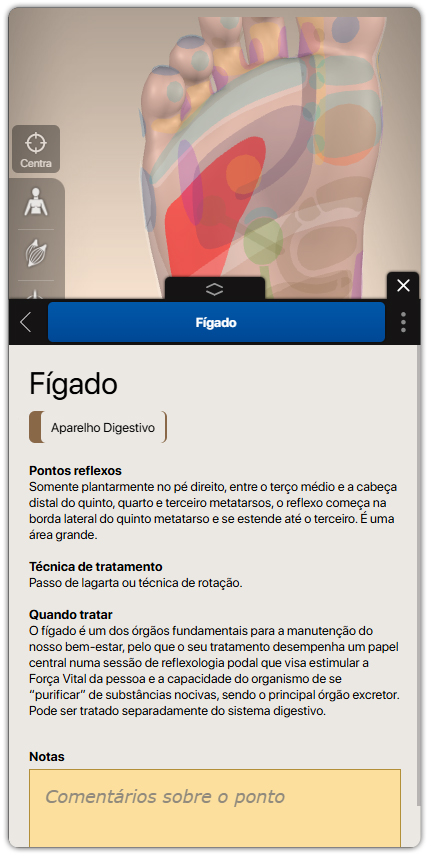 Centra
Fígado
Fígado
Aparelho Digestivo
Pontos reflexos
Somente plantarmente no pé direito, entre o terço médio e a cabeça
distal do quinto, quarto e terceiro metatarsos, o reflexo começa na
borda lateral do quinto metatarso e se estende até o terceiro. É uma
área grande.
Técnica de tratamento
Passo de lagarta ou técnica de rotação.
Quando tratar
O fígado é um dos órgãos fundamentais para a manutenção do
nosso bem-estar, pelo que o seu tratamento desempenha um papel
central numa sessão de reflexologia podal que visa estimular a
Força Vital da pessoa e a capacidade do organismo de se
“purificar” de substâncias nocivas, sendo o principal órgão excretor.
Pode ser tratado separadamente do sistema digestivo.
Notas
Comentários sobre o ponto